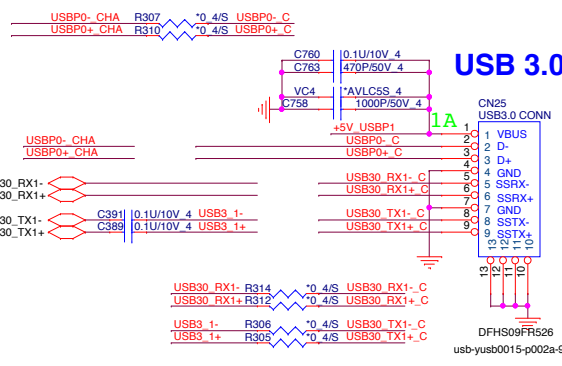 USBP0-_CHA R307 *0_4/S USBP0-_C
USBP0+_CHA R310 *0_4/S USBP0+_C
C760 0.1U/10V_4
C763 470P/50V_4
VC4 *AVLC5S_4
C758 1000P/50V_4
USB 3.0
CN25
USB3.0 CONN
1A
+5V_USBP1 1 1 VBUS
USBP0-_CHA USBP0-_C 2 2 D-
USBP0+_CHA USBP0+_C 3 3 D+
4 4 GND
30_RX1- USB30_RX1-_C 5 5 SSRX-
30_RX1+ USB30_RX1+_C 6 6 SSRX+
7 7 GND
30_TX1- C391 0.1U/10V_4 USB3_1- USB30_TX1-_C 8 8 SSTX-
30_TX1+ C389 0.1U/10V_4 USB3_1+ USB30_TX1+_C 9 9 SSTX+
13 12 11 10
13 12 11 10
USB30_RX1- R314 *0_4/S USB30_RX1-_C
USB30_RX1+ R312 *0_4/S USB30_RX1+_C
USB3_1- R306 *0_4/S USB30_TX1-_C
USB3_1+ R305 *0_4/S USB30_TX1+_C
DFHS09FR526
usb-yusb0015-p002a-9